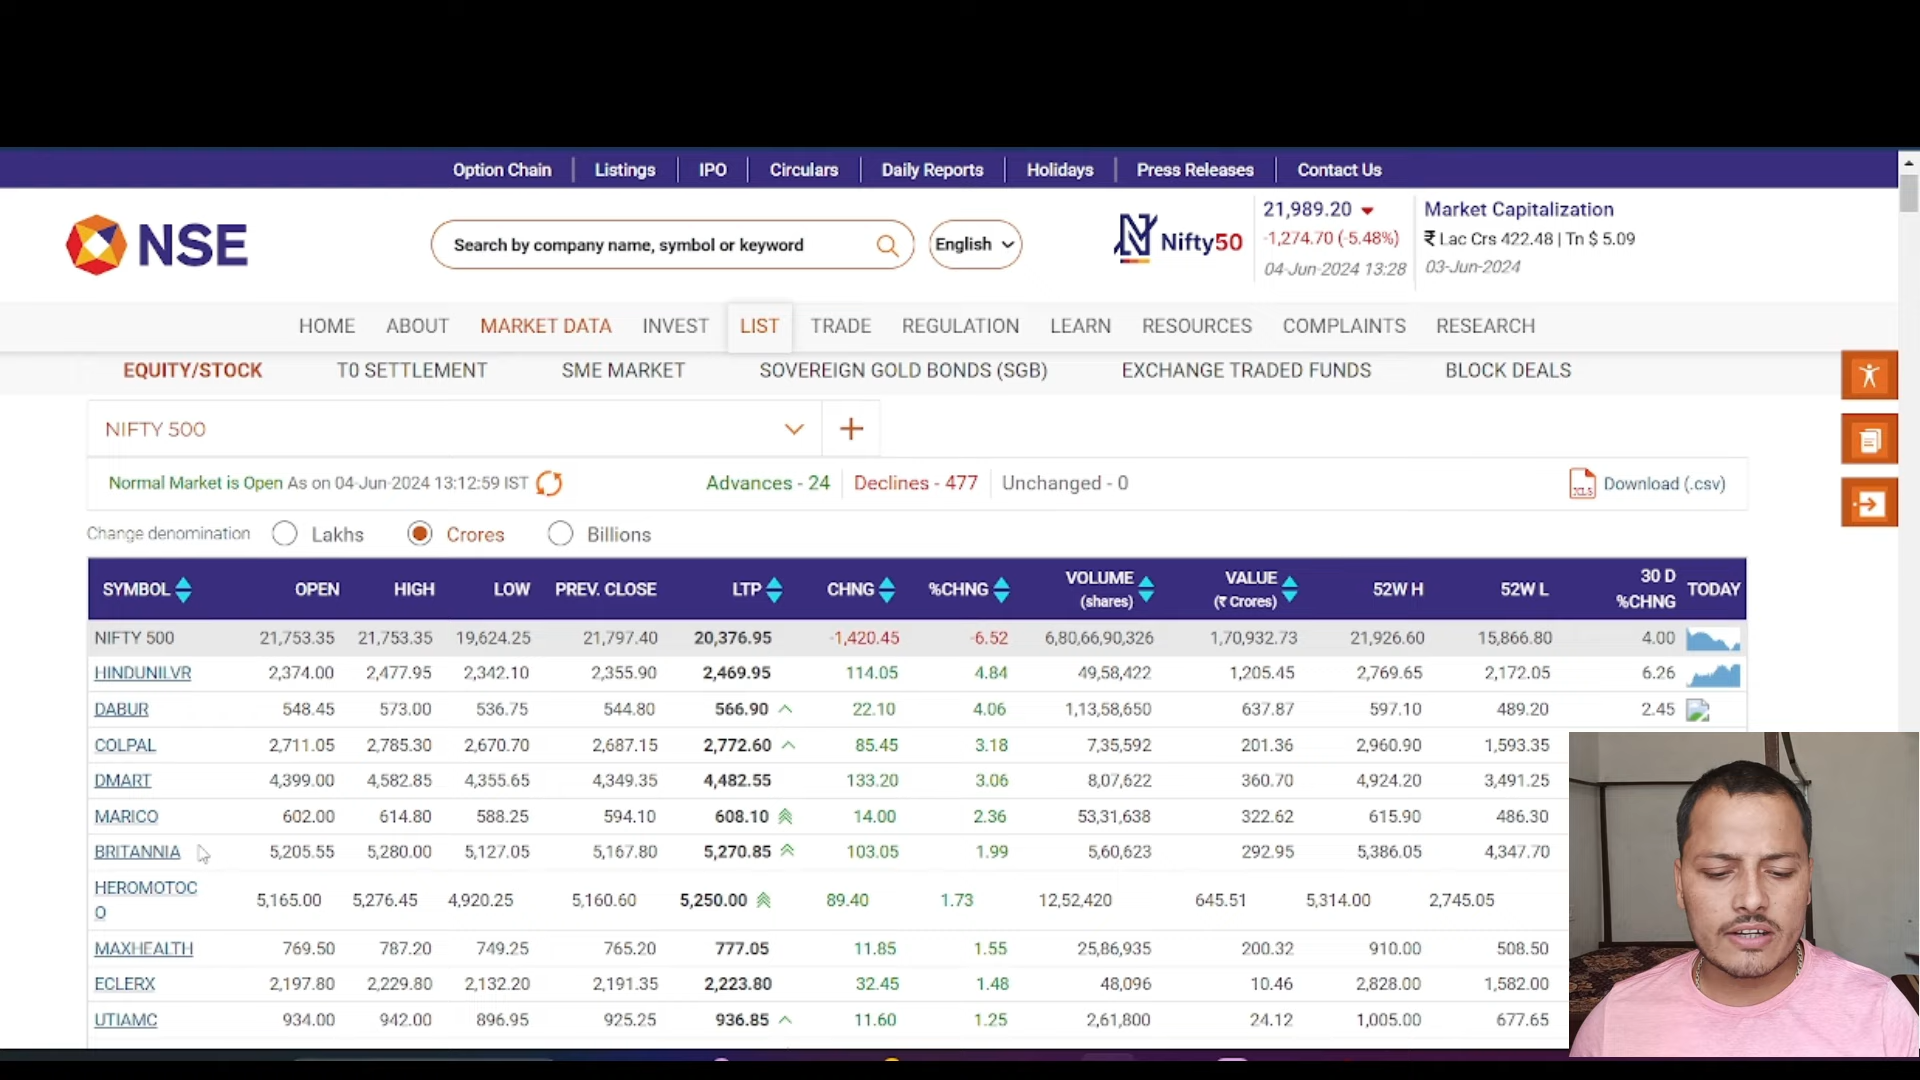 Option Chain Listings IPO Circulars Daily Reports Holidays Press Releases Contact Us
NSE
Search by company name, symbol or keyword
English
Nifty50
21,989.20
-1,274.70 (-5.48%)
04-Jun-2024 13:28
Market Capitalization
₹ Lac Crs 422.48 | Tn $ 5.09
03-Jun-2024
HOME ABOUT MARKET DATA INVEST LIST TRADE REGULATION LEARN RESOURCES COMPLAINTS RESEARCH
EQUITY/STOCK T0 SETTLEMENT SME MARKET SOVEREIGN GOLD BONDS (SGB) EXCHANGE TRADED FUNDS BLOCK DEALS
NIFTY 500
Normal Market is Open As on 04-Jun-2024 13:12:59 IST Advances - 24 Declines - 477 Unchanged - 0 Download (.csv)
Change denomination Lakhs Crores Billions
SYMBOL OPEN HIGH LOW PREV. CLOSE LTP CHNG %CHNG VOLUME (shares) VALUE (₹ Crores) 52W H 52W L 30 D %CHNG TODAY
NIFTY 500 21,753.35 21,753.35 19,624.25 21,797.40 20,376.95 -1,420.45 -6.52 6,80,66,90,326 1,70,932.73 21,926.60 15,866.80 4.00
HINDUNILVR 2,374.00 2,477.95 2,342.10 2,355.90 2,469.95 114.05 4.84 49,58,422 1,205.45 2,769.65 2,172.05 6.26
DABUR 548.45 573.00 536.75 544.80 566.90 22.10 4.06 1,13,58,650 637.87 597.10 489.20 2.45
COLPAL 2,711.05 2,785.30 2,670.70 2,687.15 2,772.60 85.45 3.18 7,35,592 201.36 2,960.90 1,593.35
DMART 4,399.00 4,582.85 4,355.65 4,349.35 4,482.55 133.20 3.06 8,07,622 360.70 4,924.20 3,491.25
MARICO 602.00 614.80 588.25 594.10 608.10 14.00 2.36 53,31,638 322.62 615.90 486.30
BRITANNIA 5,205.55 5,280.00 5,127.05 5,167.80 5,270.85 103.05 1.99 5,60,623 292.95 5,386.05 4,347.70
HEROMOTOC
O 5,165.00 5,276.45 4,920.25 5,160.60 5,250.00 89.40 1.73 12,52,420 645.51 5,314.00 2,745.05
MAXHEALTH 769.50 787.20 749.25 765.20 777.05 11.85 1.55 25,86,935 200.32 910.00 508.50
ECLERX 2,197.80 2,229.80 2,132.20 2,191.35 2,223.80 32.45 1.48 48,096 10.46 2,828.00 1,582.00
UTIAMC 934.00 942.00 896.95 925.25 936.85 11.60 1.25 2,61,800 24.12 1,005.00 677.65